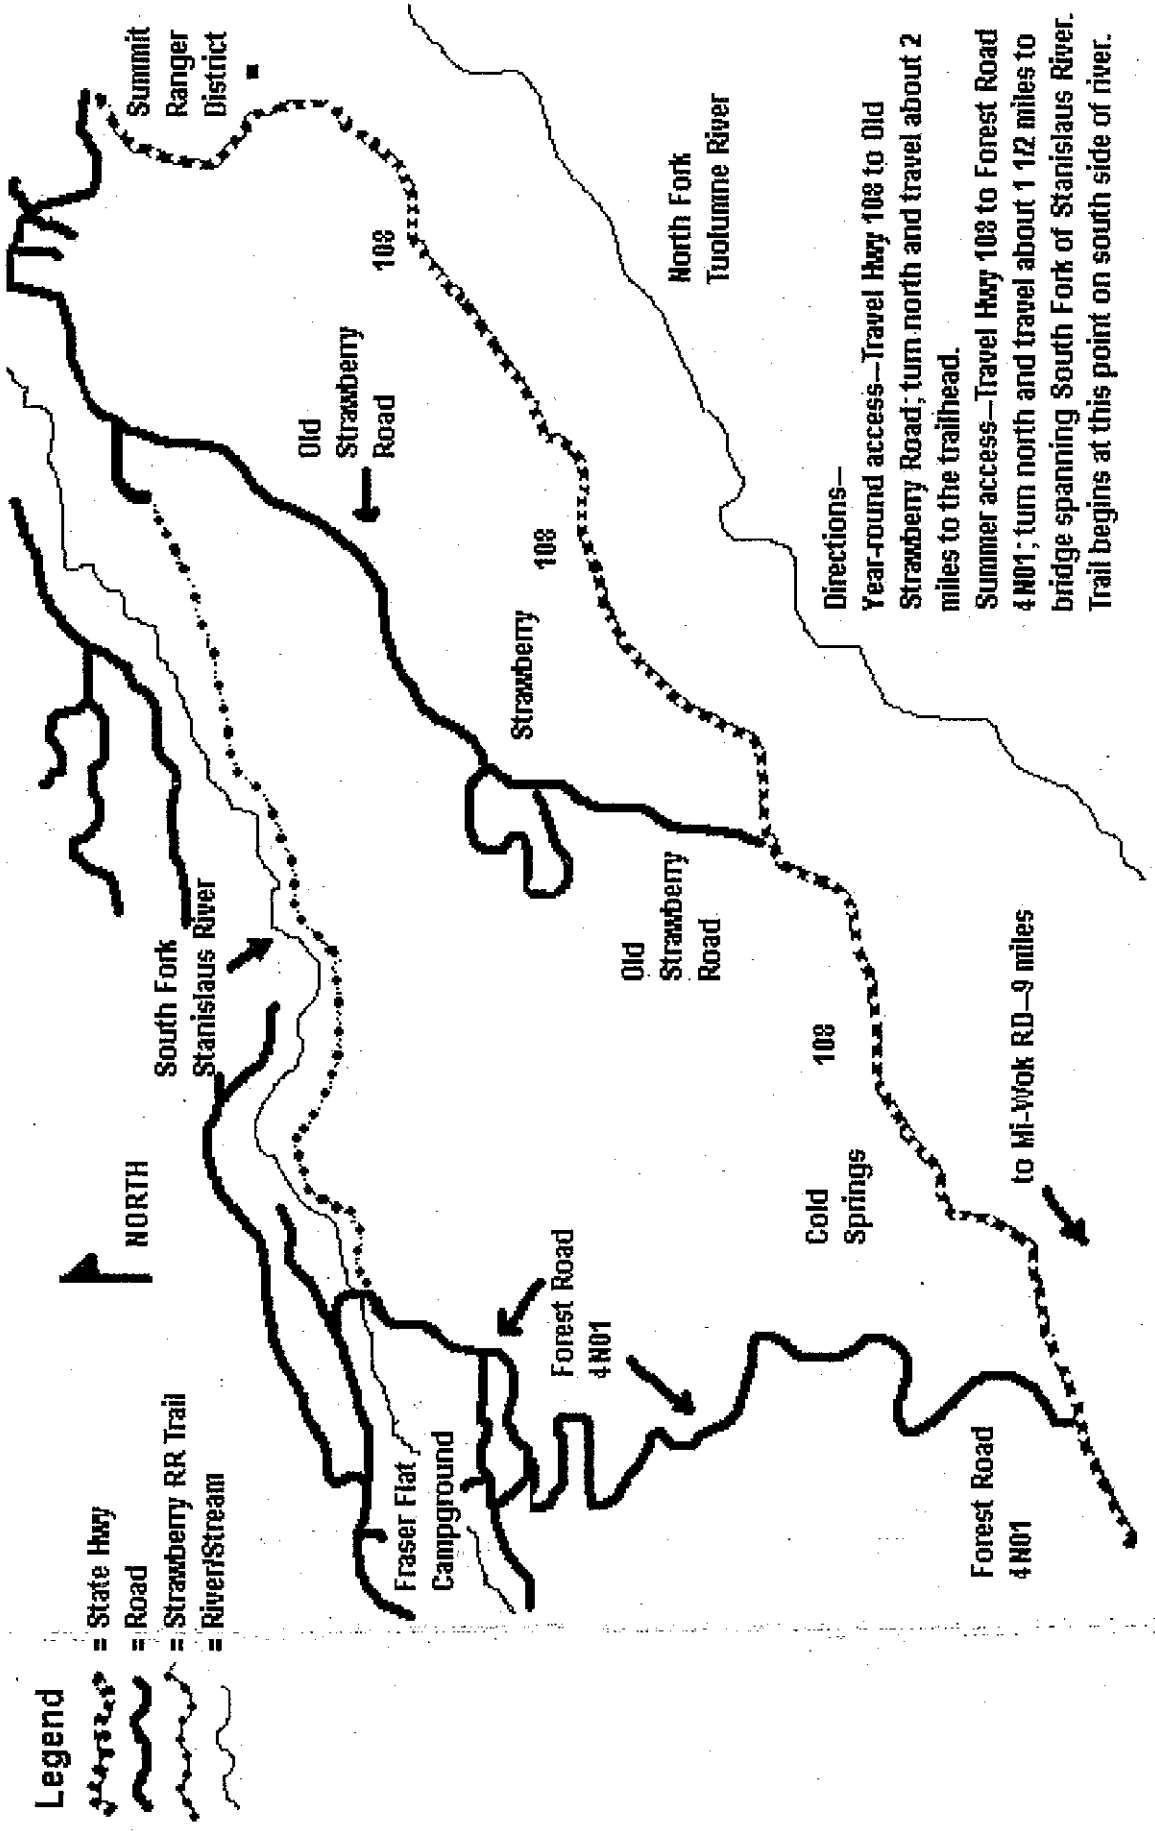 Legend
= State Hwy
= Road
= Strawberry RR Trail
= River/Stream
NORTH
South Fork
Stanislaus River
Summit
Ranger
District
Old
Strawberry
Road
108
North Fork
Tuolumne River
Strawberry
108
Fraser Flat
Campground
Forest Road
4N01
Old
Strawberry
Road
Cold
Springs
108
Forest Road
4N01
to Mi-Wok RD—9 miles
Directions—
Year-round access—Travel Hwy 108 to Old
Strawberry Road; turn north and travel about 2
miles to the trailhead.
Summer access—Travel Hwy 108 to Forest Road
4N01; turn north and travel about 1 1/2 miles to
bridge spanning South Fork of Stanislaus River.
Trail begins at this point on south side of river.